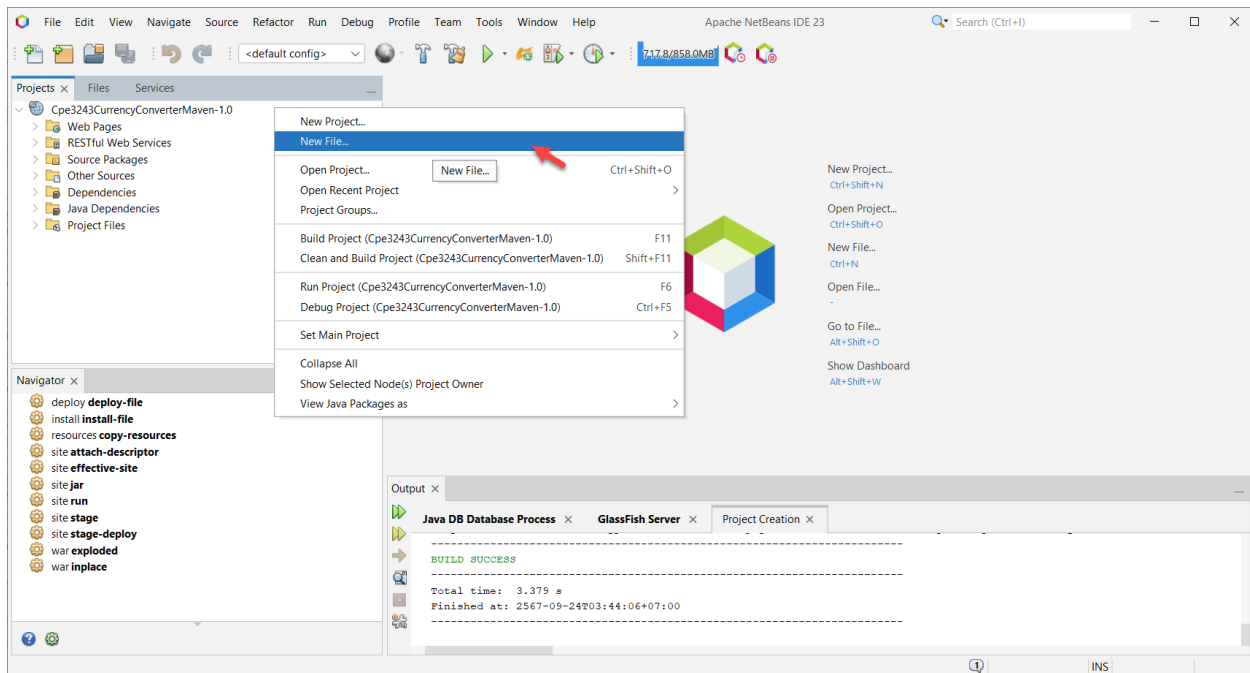 File Edit View Navigate Source Refactor Run Debug Profile Team Tools Window Help Apache NetBeans IDE 23 Search (Ctrl+I)
<default config> 717.8/858.0MB
Projects Files Services
Cpe3243CurrencyConverterMaven-1.0
Web Pages
RESTful Web Services
Source Packages
Other Sources
Dependencies
Java Dependencies
Project Files
New Project...
New File...
New File...
Open Project... Ctrl+Shift+O
Open Recent Project
Project Groups...
Build Project (Cpe3243CurrencyConverterMaven-1.0) F11
Clean and Build Project (Cpe3243CurrencyConverterMaven-1.0) Shift+F11
Run Project (Cpe3243CurrencyConverterMaven-1.0) F6
Debug Project (Cpe3243CurrencyConverterMaven-1.0) Ctrl+F5
Set Main Project
Collapse All
Show Selected Node(s) Project Owner
View Java Packages as
New Project...
Ctrl+Shift+N
Open Project...
Ctrl+Shift+O
New File...
Ctrl+N
Open File...
-
Go to File...
Alt+Shift+O
Show Dashboard
Alt+Shift+W
Navigator
deploy deploy-file
install install-file
resources copy-resources
site attach-descriptor
site effective-site
site jar
site run
site stage
site stage-deploy
war exploded
war inplace
Output
Java DB Database Process GlassFish Server Project Creation
------------------------------------------------------------------------
BUILD SUCCESS
------------------------------------------------------------------------
Total time: 3.379 s
Finished at: 2567-09-24T03:44:06+07:00
------------------------------------------------------------------------
1 INS